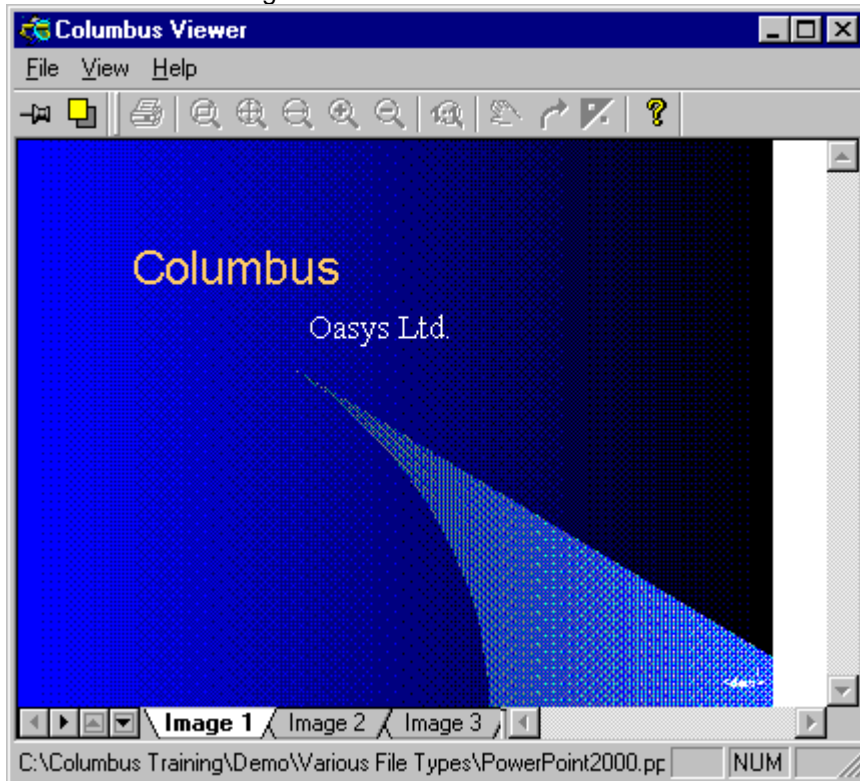 Columbus Viewer
File View Help
Columbus
Oasys Ltd.
Image 1 Image 2 Image 3
C:\Columbus Training\Demo\Various File Types\PowerPoint2000.pp NUM